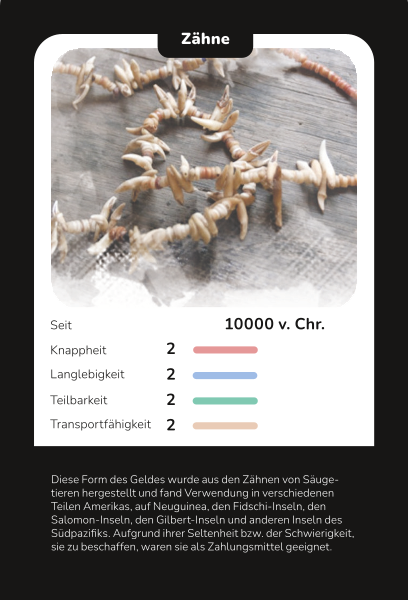 Zähne
Seit 10000 v. Chr.
Knappheit 2
Langlebigkeit 2
Teilbarkeit 2
Transportfähigkeit 2
Diese Form des Geldes wurde aus den Zähnen von Säuge-
tieren hergestellt und fand Verwendung in verschiedenen
Teilen Amerikas, auf Neuguinea, den Fidschi-Inseln, den
Salomon-Inseln, den Gilbert-Inseln und anderen Inseln des
Südpazifiks. Aufgrund ihrer Seltenheit bzw. der Schwierigkeit,
sie zu beschaffen, waren sie als Zahlungsmittel geeignet.